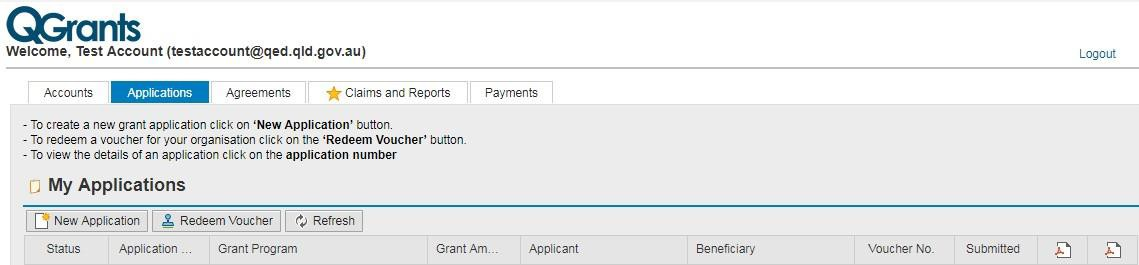 QGrants
Welcome, Test Account (testaccount@qed.qld.gov.au)
Logout
Accounts Applications Agreements Claims and Reports Payments
- To create a new grant application click on ‘New Application’ button.
- To redeem a voucher for your organisation click on the ‘Redeem Voucher’ button.
- To view the details of an application click on the application number
My Applications
New Application Redeem Voucher Refresh
Status Application ... Grant Program Grant Am... Applicant Beneficiary Voucher No. Submitted